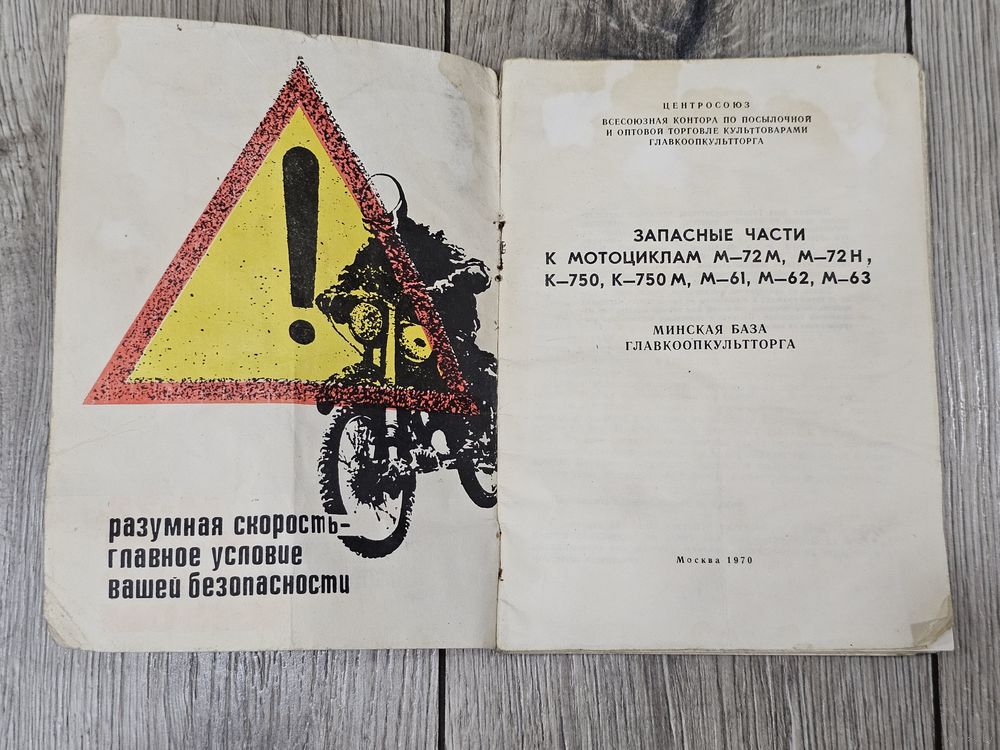 !
разумная скорость-
главное условие
вашей безопасности
ЦЕНТРОСОЮЗ
ВСЕСОЮЗНАЯ КОНТОРА ПО ПОСЫЛОЧНОЙ
И ОПТОВОЙ ТОРГОВЛЕ КУЛЬТТОВАРАМИ
ГЛАВКООПКУЛЬТТОРГА
ЗАПАСНЫЕ ЧАСТИ
К МОТОЦИКЛАМ М—72М, М—72Н,
К—750, К—750М, М—61, М—62, М—63
МИНСКАЯ БАЗА
ГЛАВКООПКУЛЬТТОРГА
Москва 1970